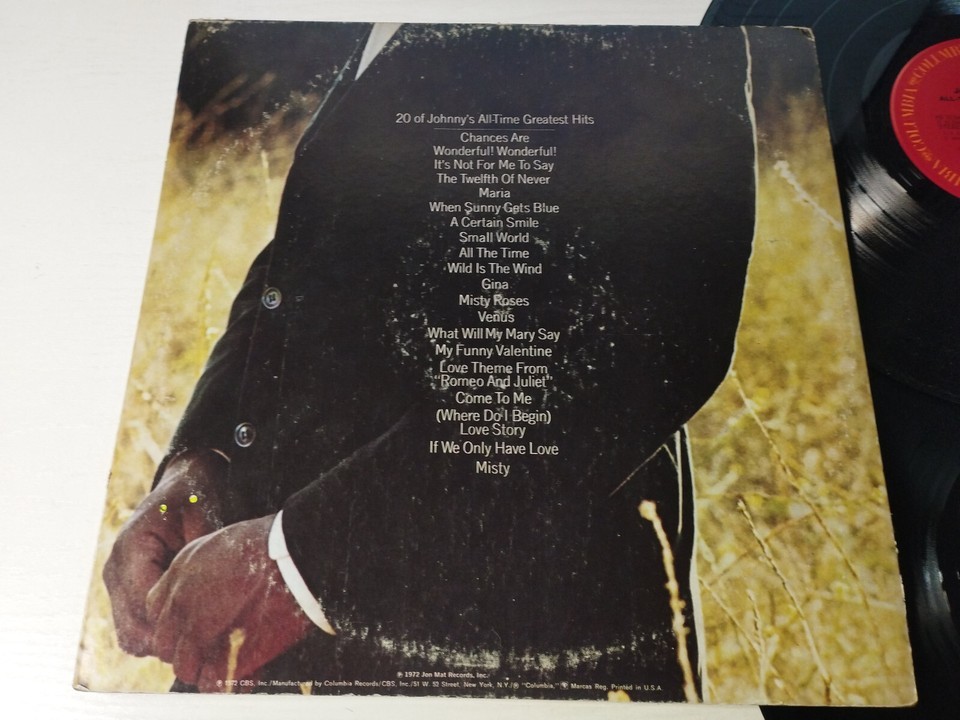 20 of Johnny's All-Time Greatest Hits
Chances Are
Wonderful! Wonderful!
It's Not For Me To Say
The Twelfth Of Never
Maria
When Sunny Gets Blue
A Certain Smile
Small World
All The Time
Wild Is The Wind
Gina
Misty Roses
Venus
What Will My Mary Say
My Funny Valentine
Love Theme From
"Romeo And Juliet"
Come To Me
(Where Do I Begin)
Love Story
If We Only Have Love
Misty
℗ 1972 Jon Mat Records, Inc.
℗ 1972 CBS, Inc./Manufactured by Columbia Records/CBS, Inc./51 W. 52 Street, New York, N.Y./® "Columbia," Marcas Reg. Printed in U.S.A.
COLUMBIA